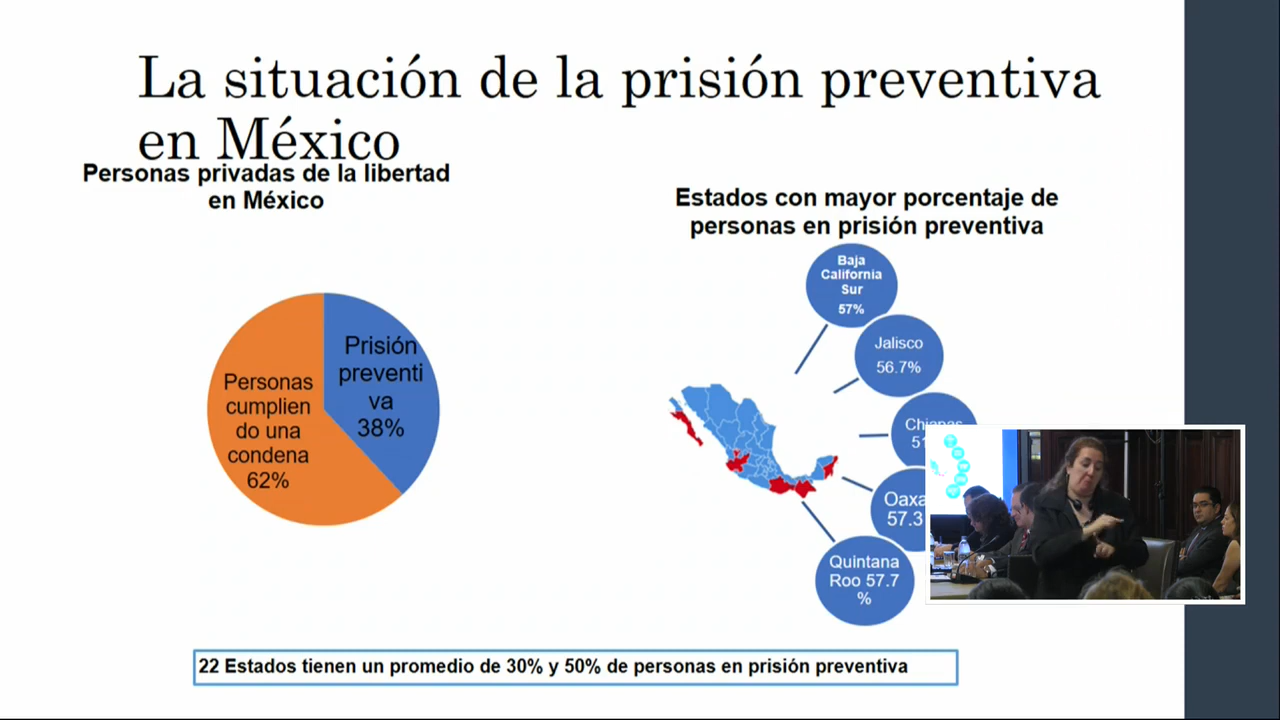 La situación de la prisión preventiva
en México
Personas privadas de la libertad
en México
Prisión
preventi
va
38%
Personas
cumplien
do una
condena
62%
Estados con mayor porcentaje de
personas en prisión preventiva
Baja
California
Sur
57%
Jalisco
56.7%
Chiapas
Quintana
Roo 57.7
%
57.3
22 Estados tienen un promedio de 30% y 50% de personas en prisión preventiva